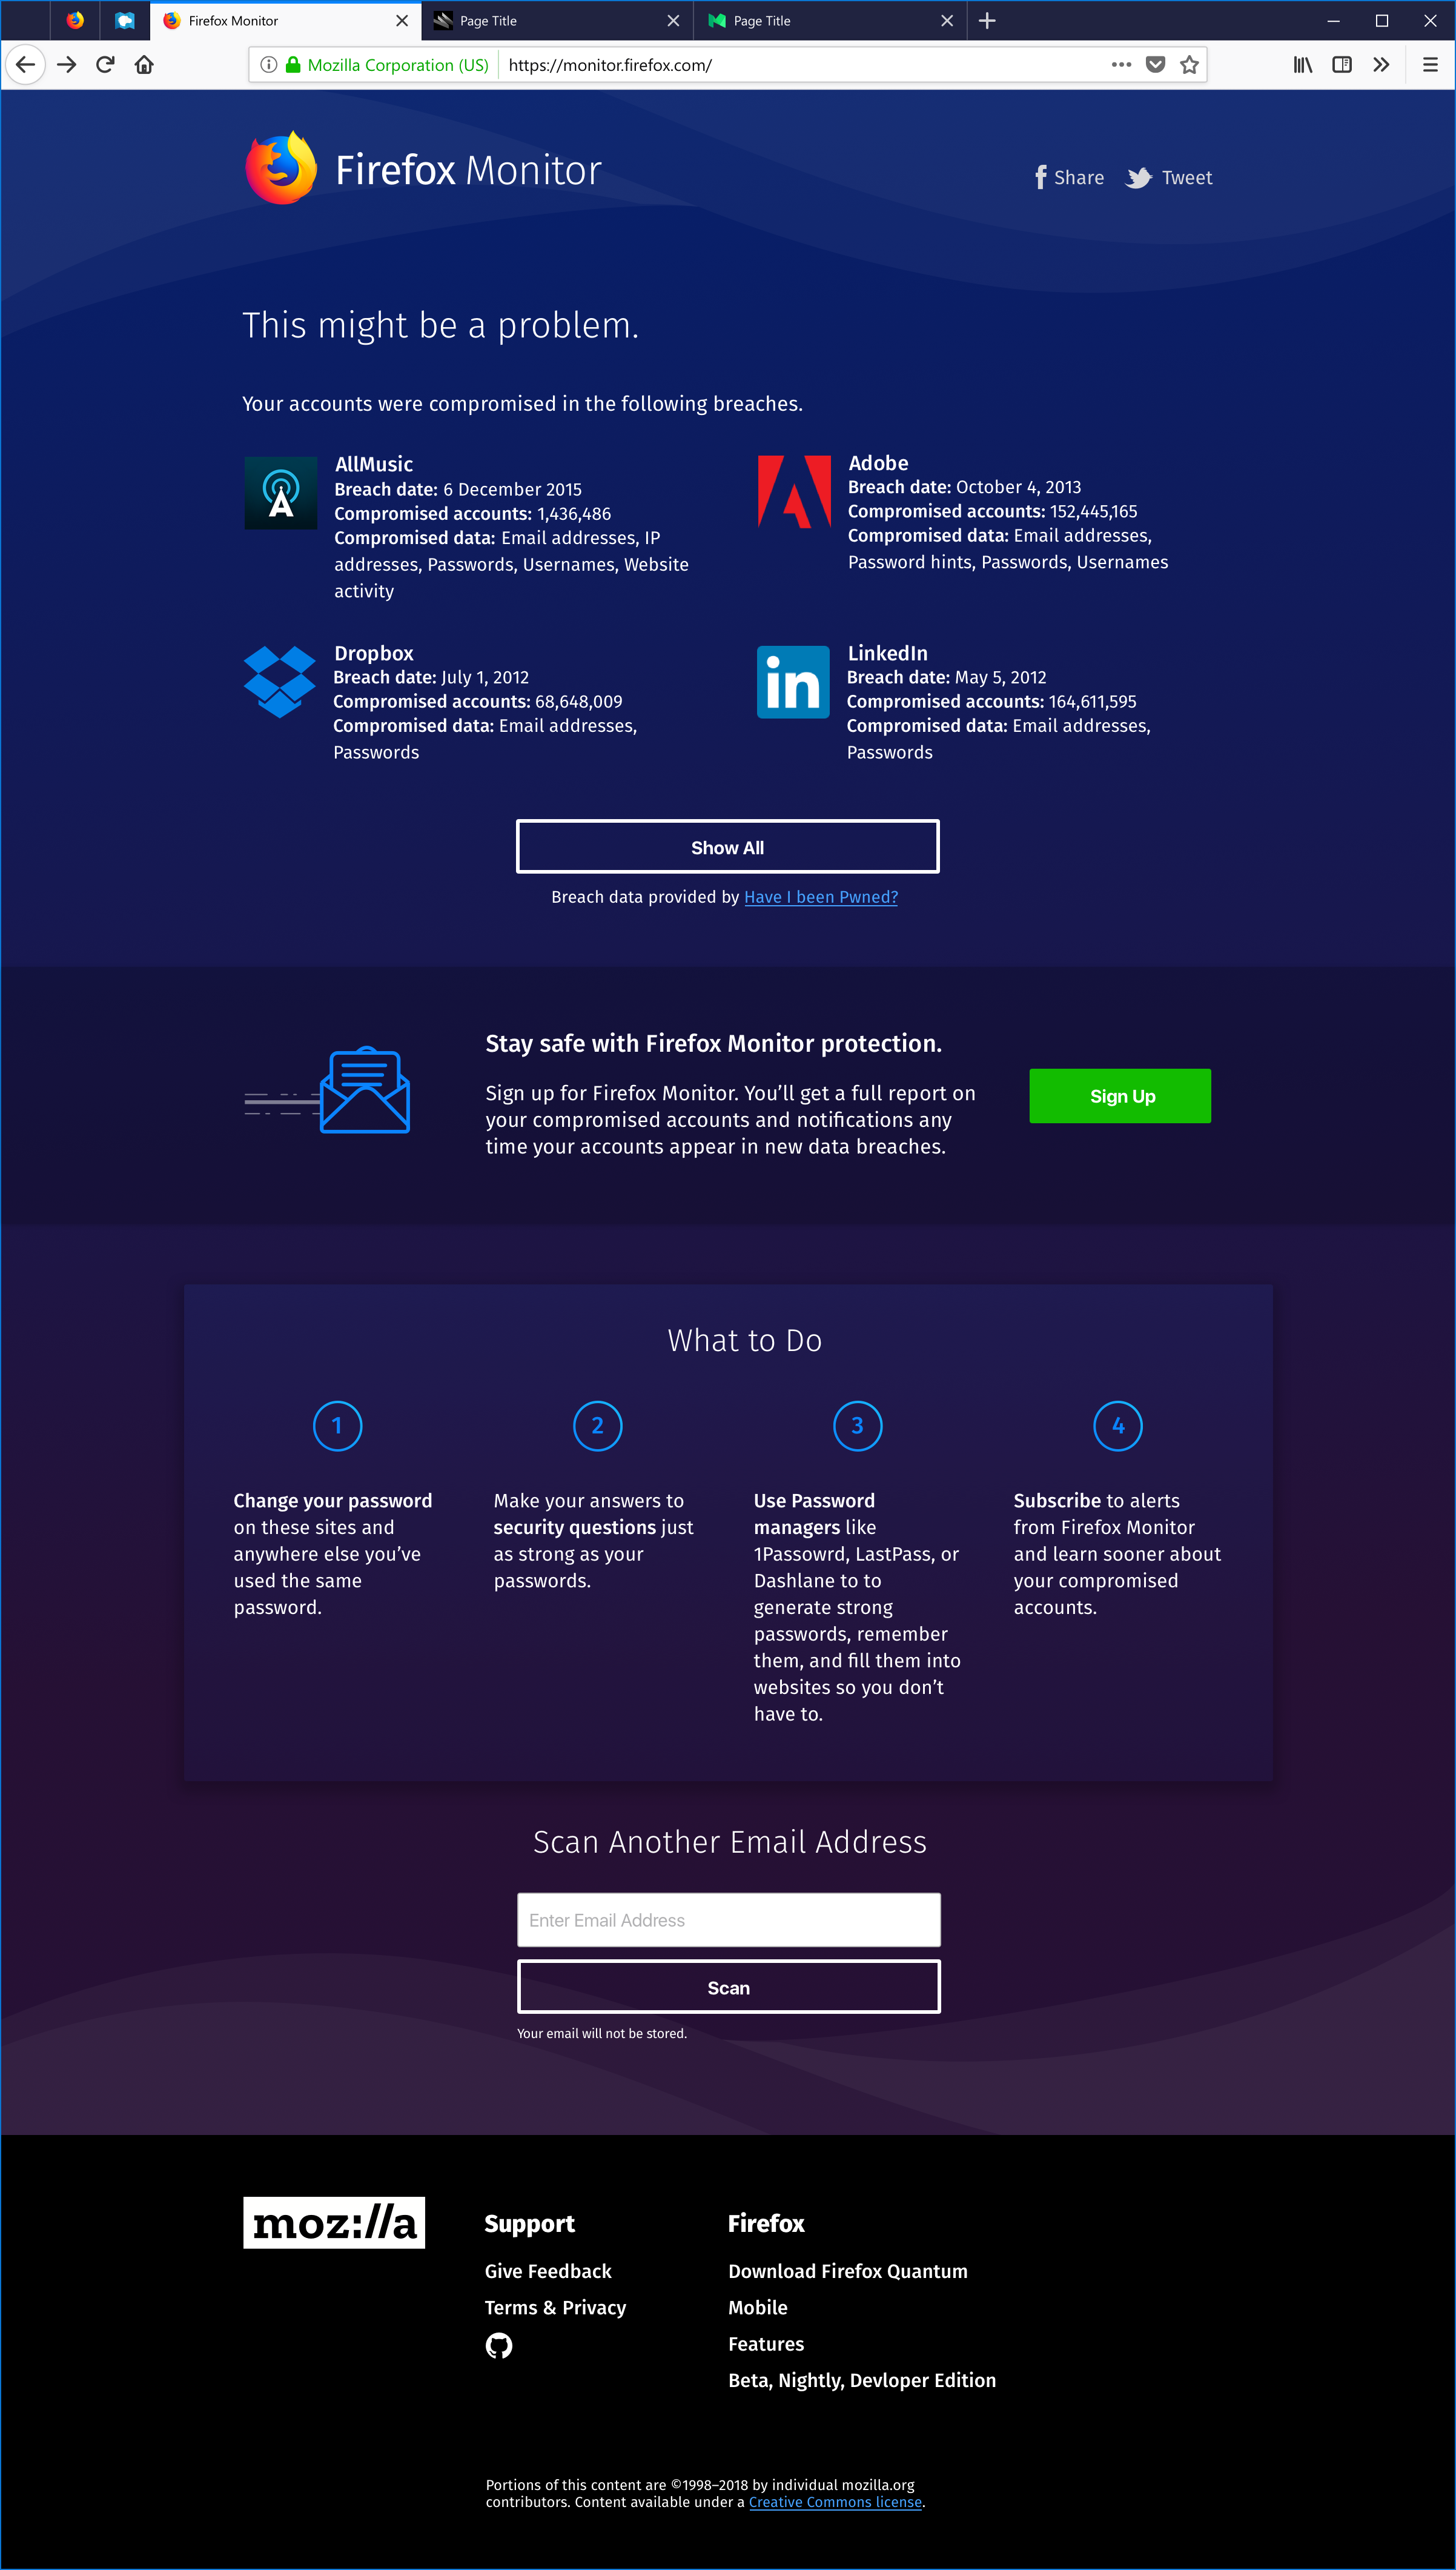 Firefox Monitor
Page Title
Page Title
Mozilla Corporation (US)
https://monitor.firefox.com/
Firefox Monitor
Share
Tweet
This might be a problem.
Your accounts were compromised in the following breaches.
AllMusic
Breach date: 6 December 2015
Compromised accounts: 1,436,486
Compromised data: Email addresses, IP
addresses, Passwords, Usernames, Website
activity
Adobe
Breach date: October 4, 2013
Compromised accounts: 152,445,165
Compromised data: Email addresses,
Password hints, Passwords, Usernames
Dropbox
Breach date: July 1, 2012
Compromised accounts: 68,648,009
Compromised data: Email addresses,
Passwords
in
LinkedIn
Breach date: May 5, 2012
Compromised accounts: 164,611,595
Compromised data: Email addresses,
Passwords
Show All
Breach data provided by Have I been Pwned?
Stay safe with Firefox Monitor protection.
Sign up for Firefox Monitor. You’ll get a full report on
your compromised accounts and notifications any
time your accounts appear in new data breaches.
Sign Up
What to Do
1
Change your password
on these sites and
anywhere else you’ve
used the same
password.
2
Make your answers to
security questions just
as strong as your
passwords.
3
Use Password
managers like
1Passowrd, LastPass, or
Dashlane to to
generate strong
passwords, remember
them, and fill them into
websites so you don’t
have to.
4
Subscribe to alerts
from Firefox Monitor
and learn sooner about
your compromised
accounts.
Scan Another Email Address
Enter Email Address
Scan
Your email will not be stored.
moz://a
Support
Give Feedback
Terms & Privacy
Firefox
Download Firefox Quantum
Mobile
Features
Beta, Nightly, Devloper Edition
Portions of this content are ©1998–2018 by individual mozilla.org
contributors. Content available under a Creative Commons license.